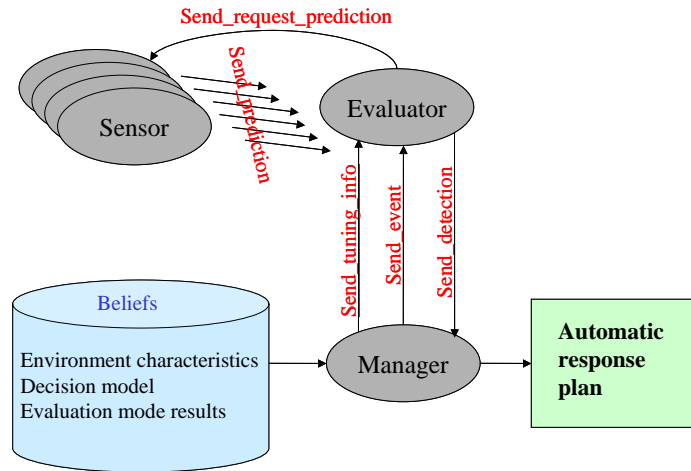 Send_request_prediction
Send_prediction
Sensor
Evaluator
Send_tuning_info
Send_event
Send_detection
Beliefs
Environment characteristics
Decision model
Evaluation mode results
Manager
Automatic
response
plan